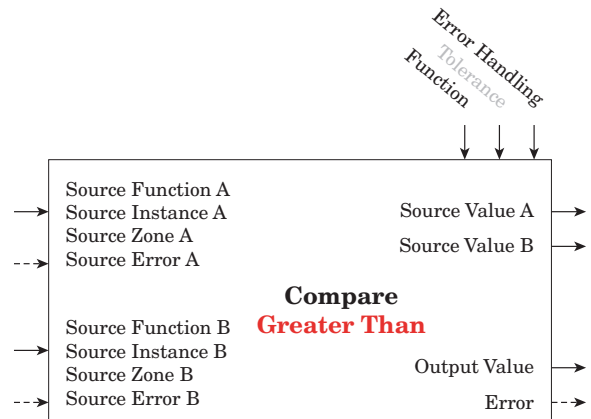 Function
Tolerance
Error Handling
Source Function A
Source Instance A
Source Zone A
Source Error A
Source Value A
Source Value B
Compare
Greater Than
Source Function B
Source Instance B
Source Zone B
Source Error B
Output Value
Error